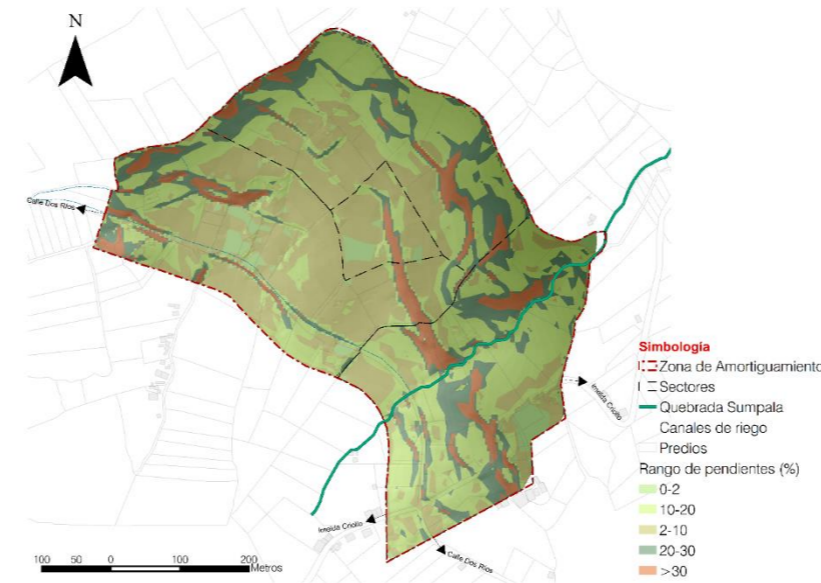 N
Calle Dos Ríos
Imelda Criollo
Imelda Criollo
Calle Dos Ríos
100 50 0 100 200
Metros
Simbología
Zona de Amortiguamiento
Sectores
Quebrada Sumpala
Canales de riego
Predios
Rango de pendientes (%)
0-2
10-20
2-10
20-30
>30